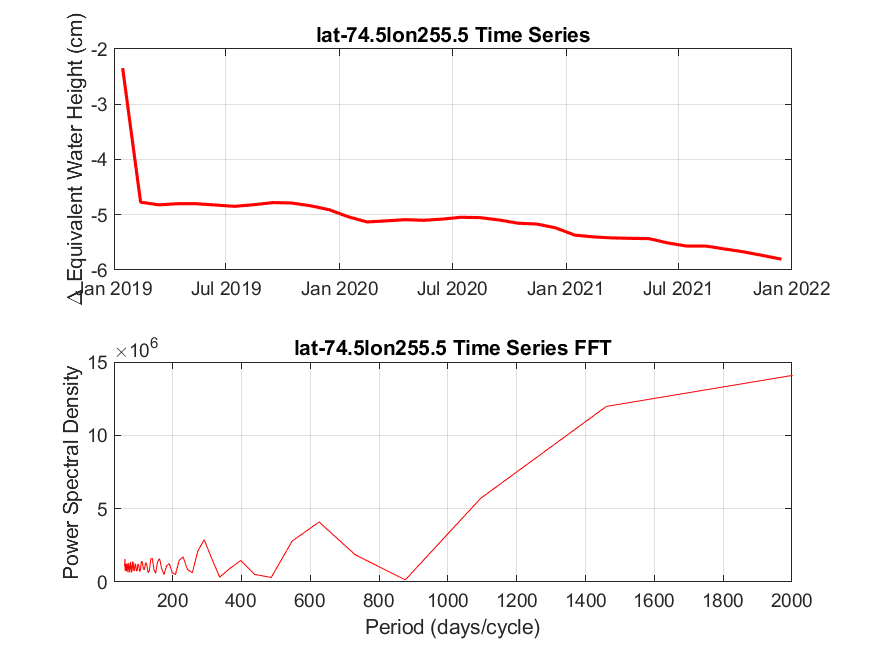 lat-74.5lon255.5 Time Series
Δ Equivalent Water Height (cm)
-2
-3
-4
-5
-6
Jan 2019 Jul 2019 Jan 2020 Jul 2020 Jan 2021 Jul 2021 Jan 2022
lat-74.5lon255.5 Time Series FFT
×10^6
Power Spectral Density
15
10
5
0
200 400 600 800 1000 1200 1400 1600 1800 2000
Period (days/cycle)